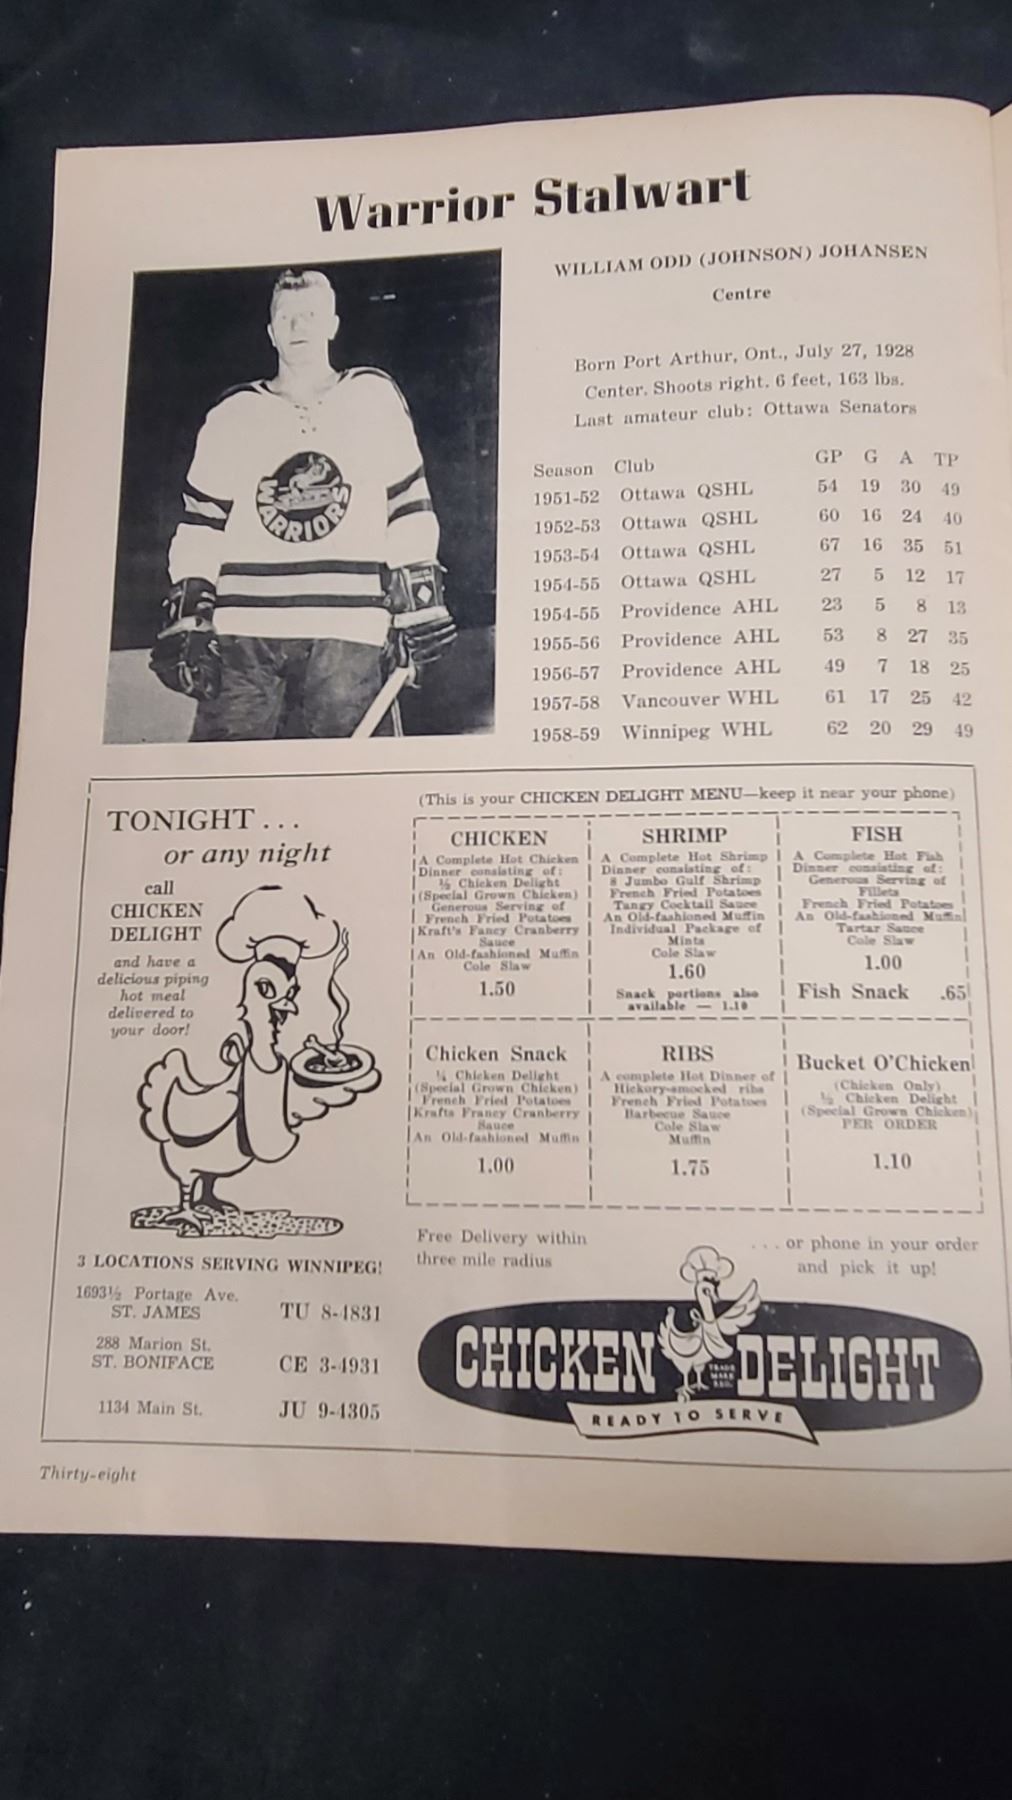 Warrior Stalwart
WARRIORS
WILLIAM ODD (JOHNSON) JOHANSEN
Centre
Born Port Arthur, Ont., July 27, 1928
Center. Shoots right. 6 feet, 163 lbs.
Last amateur club: Ottawa Senators
Season Club GP G A TP
1951-52 Ottawa QSHL 54 19 30 49
1952-53 Ottawa QSHL 60 16 24 40
1953-54 Ottawa QSHL 67 16 35 51
1954-55 Ottawa QSHL 27 5 12 17
1954-55 Providence AHL 23 5 8 13
1955-56 Providence AHL 53 8 27 35
1956-57 Providence AHL 49 7 18 25
1957-58 Vancouver WHL 61 17 25 42
1958-59 Winnipeg WHL 62 20 29 49
TONIGHT...
or any night
call
CHICKEN
DELIGHT
and have a
delicious piping
hot meal
delivered to
your door!
3 LOCATIONS SERVING WINNIPEG!
1693½ Portage Ave.
ST. JAMES TU 8-4831
288 Marion St.
ST. BONIFACE CE 3-4931
1134 Main St. JU 9-4305
(This is your CHICKEN DELIGHT MENU—keep it near your phone)
CHICKEN
A Complete Hot Chicken
Dinner consisting of:
½ Chicken Delight
(Special Grown Chicken)
Generous Serving of
French Fried Potatoes
Kraft's Fancy Cranberry
Sauce
An Old-fashioned Muffin
Cole Slaw
1.50
SHRIMP
A Complete Hot Shrimp
Dinner consisting of:
8 Jumbo Gulf Shrimp
French Fried Potatoes
Tangy Cocktail Sauce
An Old-fashioned Muffin
Individual Package of
Mints
Cole Slaw
1.60
Snack portions also
available — 1.10
FISH
A Complete Hot Fish
Dinner consisting of:
Generous Serving of
Fillets
French Fried Potatoes
An Old-fashioned Muffin
Tartar Sauce
Cole Slaw
1.00
Fish Snack .65
Chicken Snack
¼ Chicken Delight
(Special Grown Chicken)
French Fried Potatoes
Krafts Francy Cranberry
Sauce
An Old-fashioned Muffin
1.00
RIBS
A complete Hot Dinner of
Hickory-smocked ribs
French Fried Potatoes
Barbecue Sauce
Cole Slaw
Muffin
1.75
Bucket O'Chicken
(Chicken Only)
½ Chicken Delight
(Special Grown Chicken)
PER ORDER
1.10
Free Delivery within
three mile radius
... or phone in your order
and pick it up!
CHICKEN DELIGHT
TRADE
MARK
REG.
READY TO SERVE
Thirty-eight